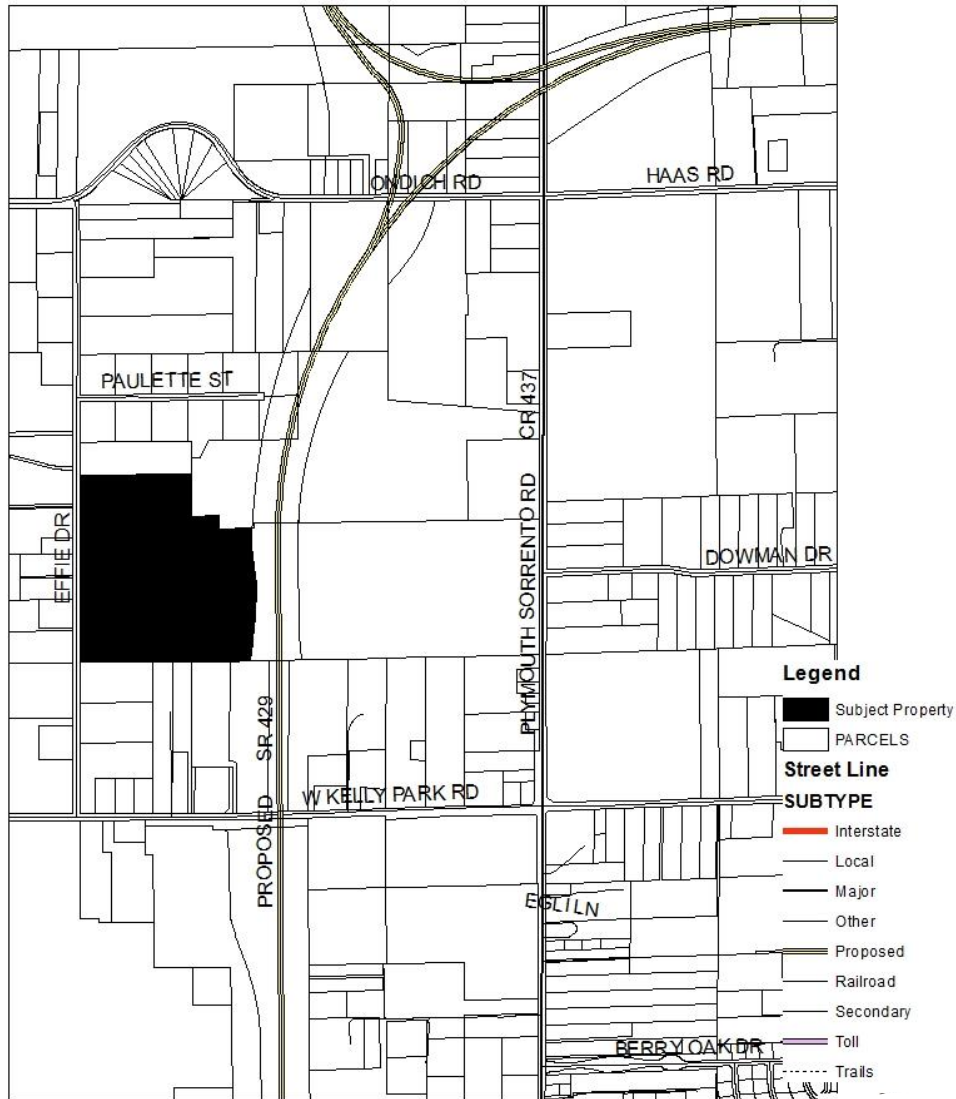 ONDICH RD
HAAS RD
PAULETTE ST
CR 437
PLYMOUTH SORRENTO RD
EFFIE DR
DOWMAN DR
SR 429
PROPOSED
W KELLY PARK RD
EGLI LN
BERRY OAK DR
Legend
Subject Property
PARCELS
Street Line
SUBTYPE
Interstate
Local
Major
Other
Proposed
Railroad
Secondary
Toll
Trails